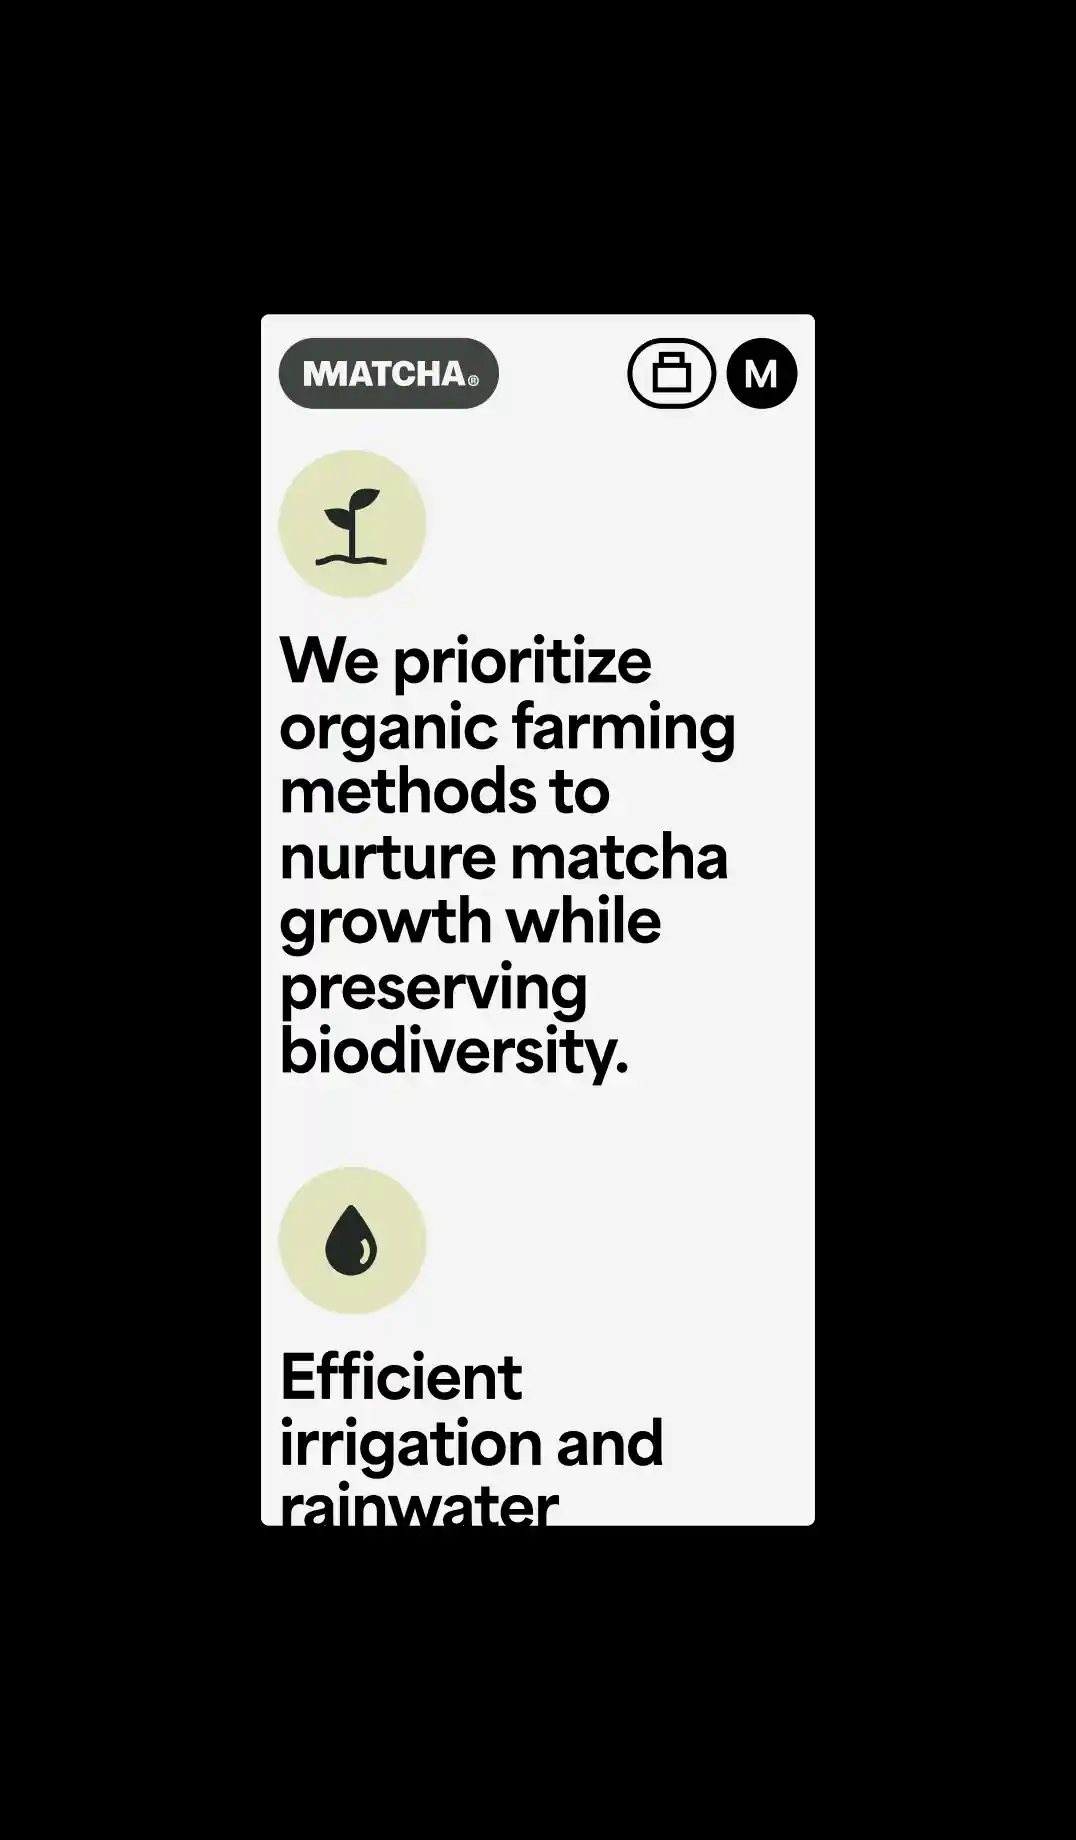 MATCHA®
M
We prioritize
organic farming
methods to
nurture matcha
growth while
preserving
biodiversity.
Efficient
irrigation and
rainwater